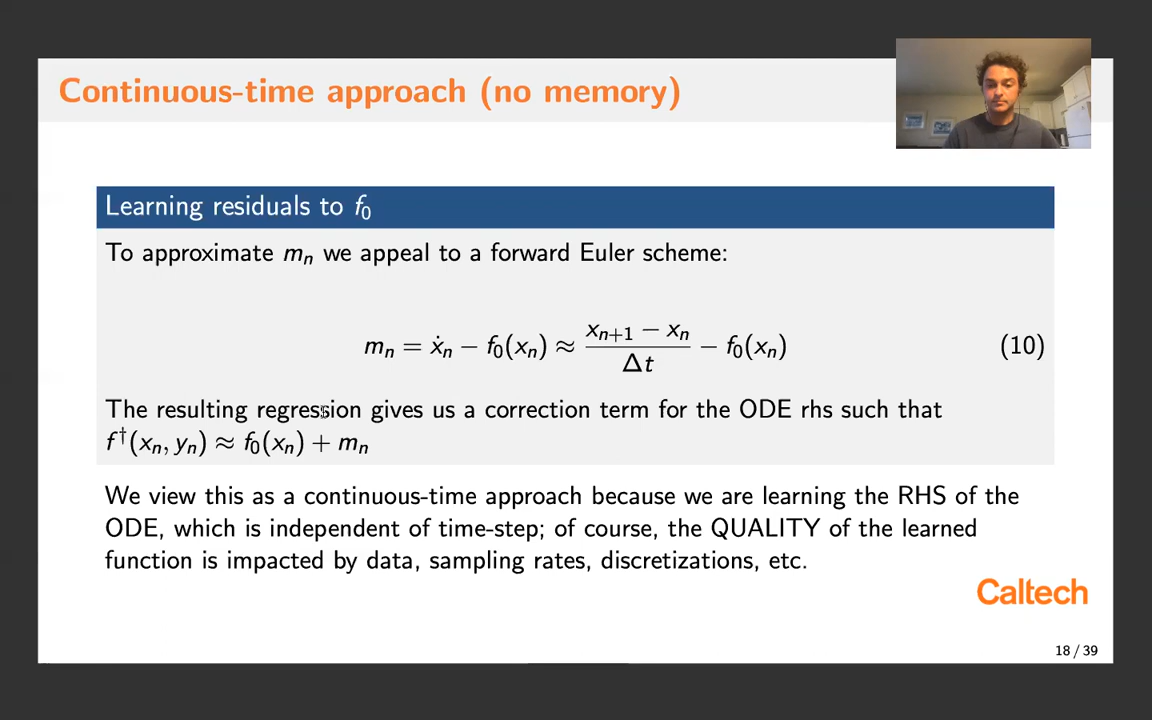 Continuous-time approach (no memory)
Learning residuals to f₀
To approximate mₙ we appeal to a forward Euler scheme:
mₙ = ẋₙ − f₀(xₙ) ≈ (xₙ₊₁ − xₙ)/Δt − f₀(xₙ) (10)
The resulting regression gives us a correction term for the ODE rhs such that
f†(xₙ, yₙ) ≈ f₀(xₙ) + mₙ
We view this as a continuous-time approach because we are learning the RHS of the
ODE, which is independent of time-step; of course, the QUALITY of the learned
function is impacted by data, sampling rates, discretizations, etc.
Caltech
18 / 39